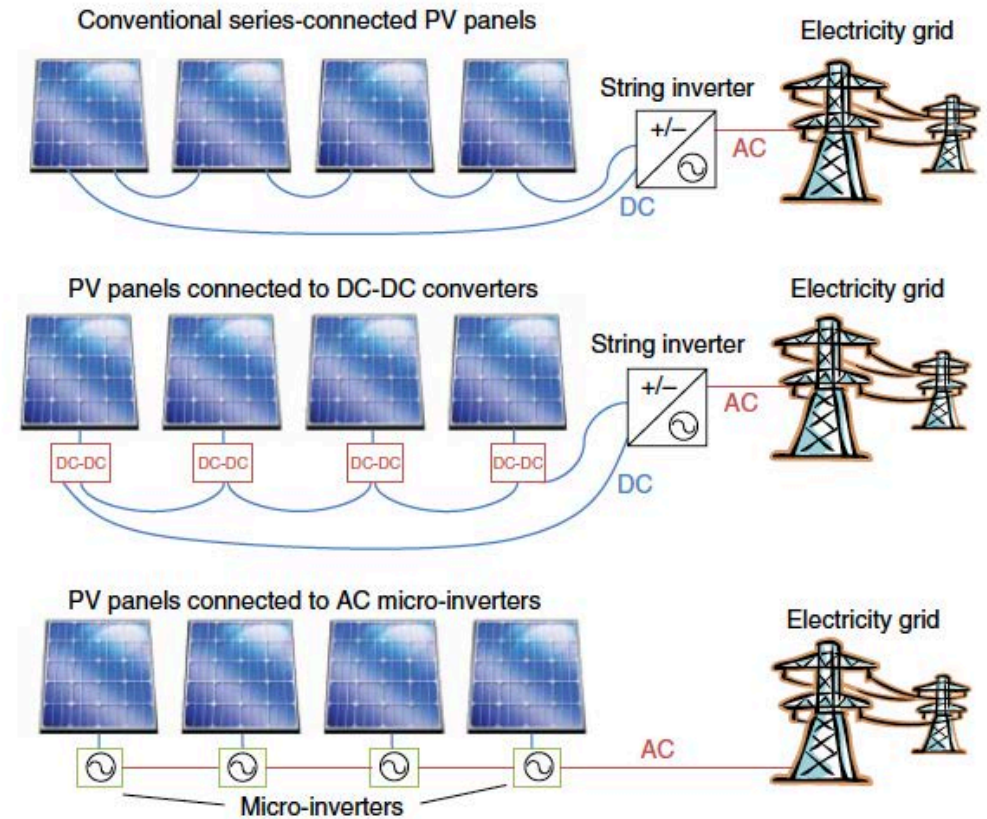 Conventional series-connected PV panels
Electricity grid
String inverter
+/–
AC
DC
PV panels connected to DC-DC converters
Electricity grid
String inverter
+/–
AC
DC-DC
DC-DC
DC-DC
DC-DC
DC
PV panels connected to AC micro-inverters
Electricity grid
AC
Micro-inverters